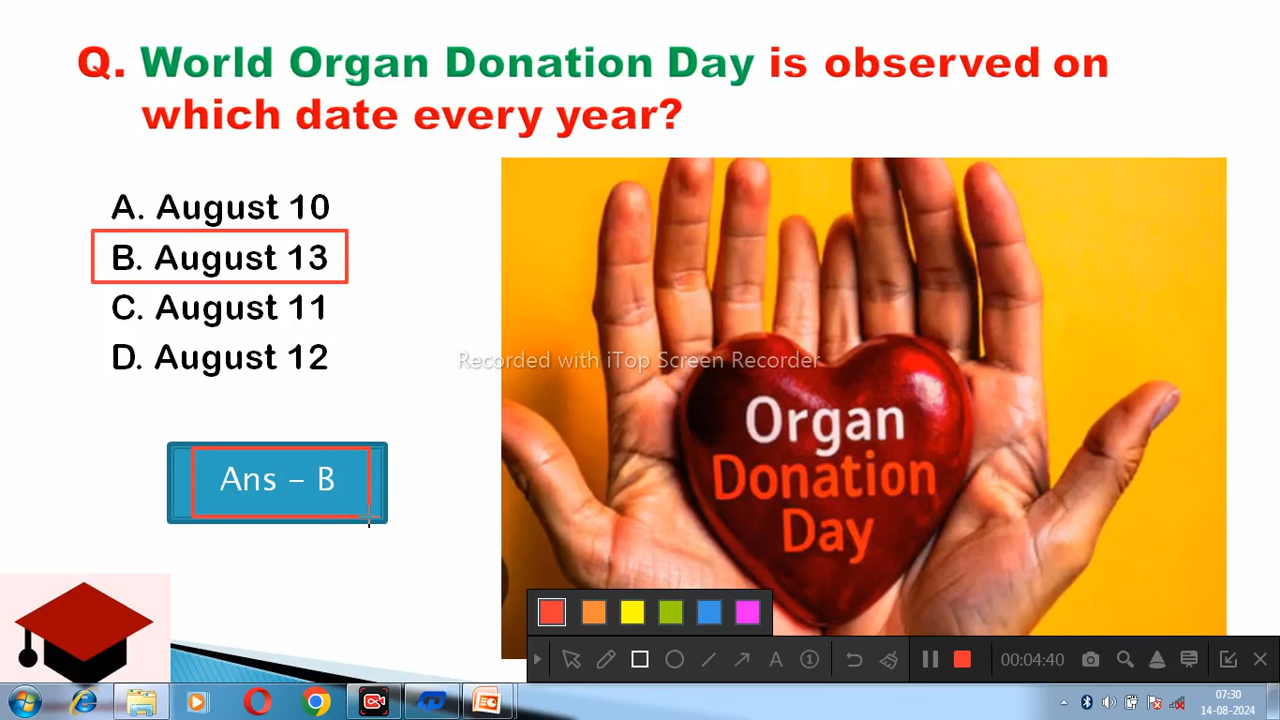 Q. World Organ Donation Day is observed on
which date every year?
A. August 10
B. August 13
C. August 11
D. August 12
Recorded with iTop Screen Recorder
Organ
Donation
Day
Ans – B
A
1
00:04:40
07:30
14-08-2024